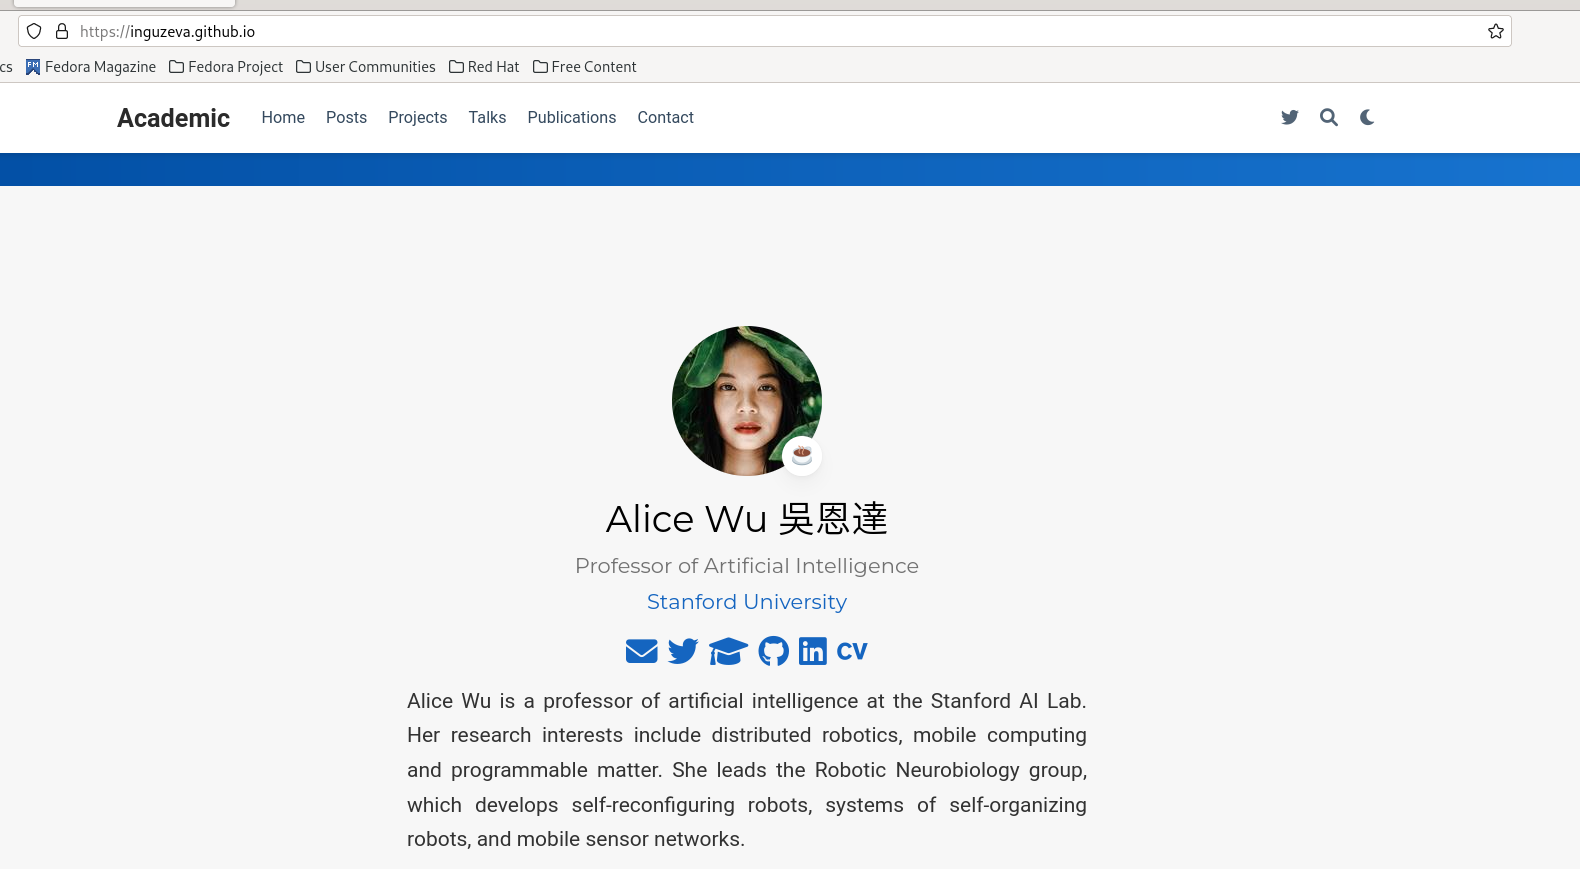 https://inguzeva.github.io
cs Fedora Magazine Fedora Project User Communities Red Hat Free Content
Academic Home Posts Projects Talks Publications Contact
Alice Wu 吳恩達
Professor of Artificial Intelligence
Stanford University
in CV
Alice Wu is a professor of artificial intelligence at the Stanford AI Lab.
Her research interests include distributed robotics, mobile computing
and programmable matter. She leads the Robotic Neurobiology group,
which develops self-reconfiguring robots, systems of self-organizing
robots, and mobile sensor networks.